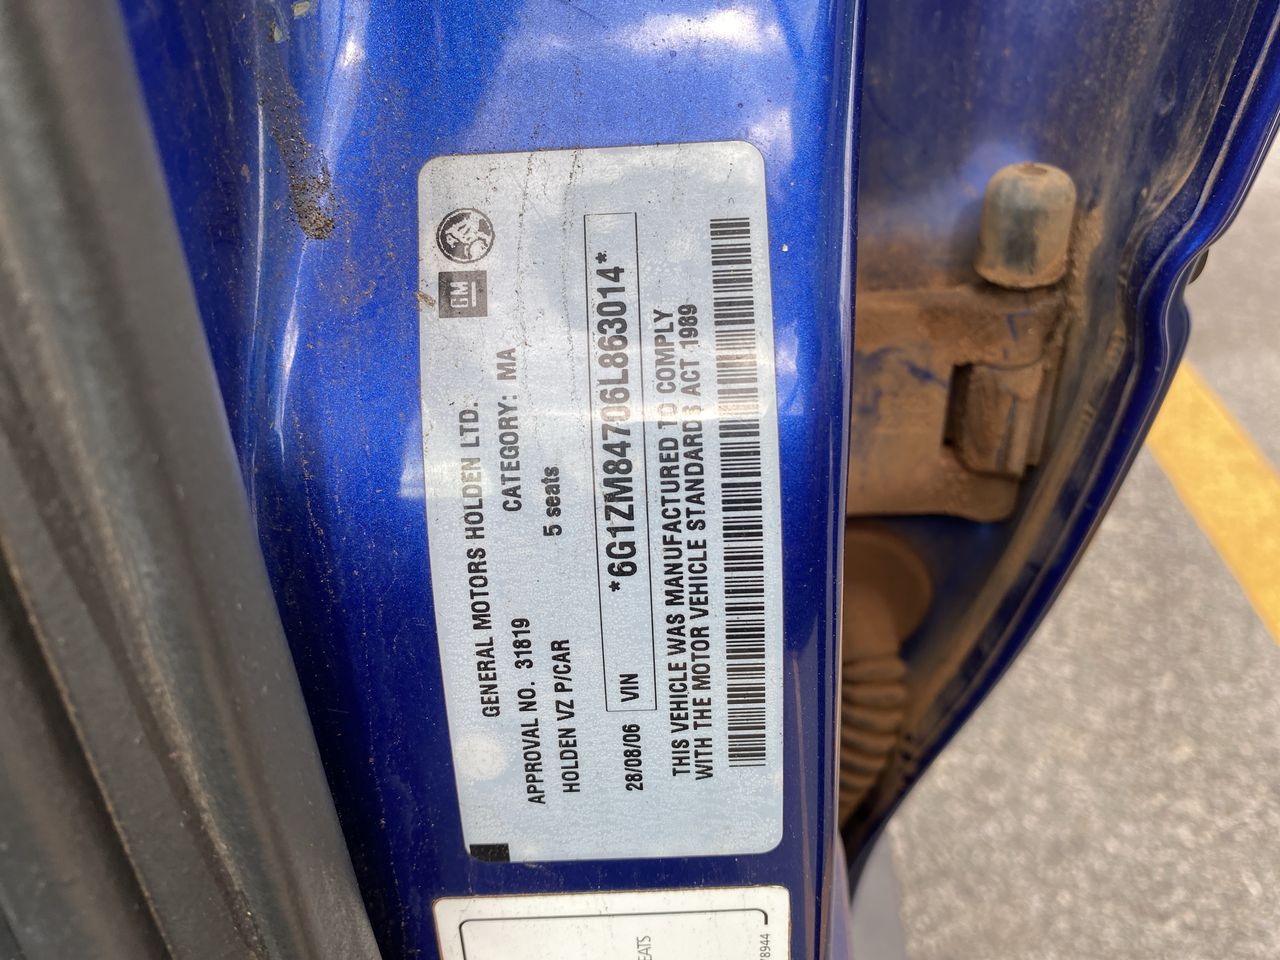 GM
GENERAL MOTORS HOLDEN LTD.
APPROVAL NO. 31819 CATEGORY: MA
HOLDEN VZ P/CAR 5 seats
28/08/06 VIN *6G1ZM84706L863014*
THIS VEHICLE WAS MANUFACTURED TO COMPLY
WITH THE MOTOR VEHICLE STANDARDS ACT 1989